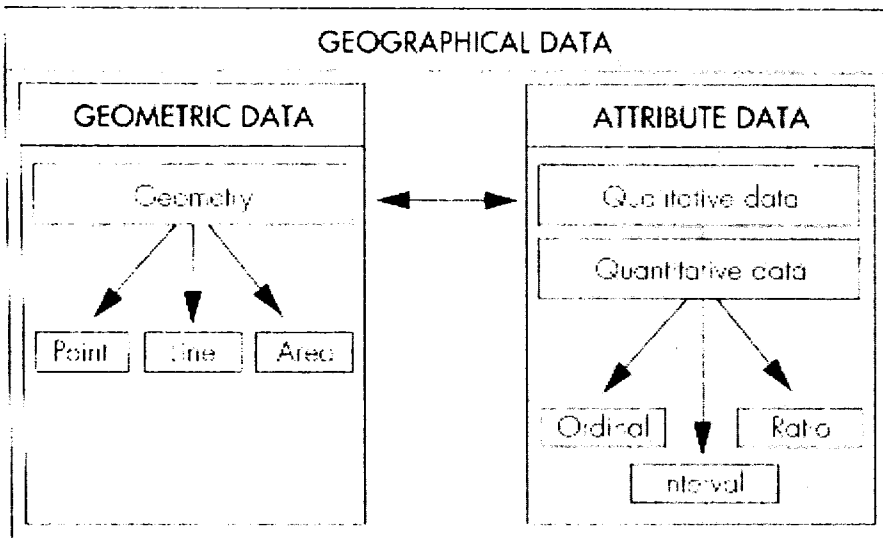 GEOGRAPHICAL DATA
GEOMETRIC DATA
Geometry
Point
Line
Area
ATTRIBUTE DATA
Qualitative data
Quantitative data
Ordinal
Ratio
Interval